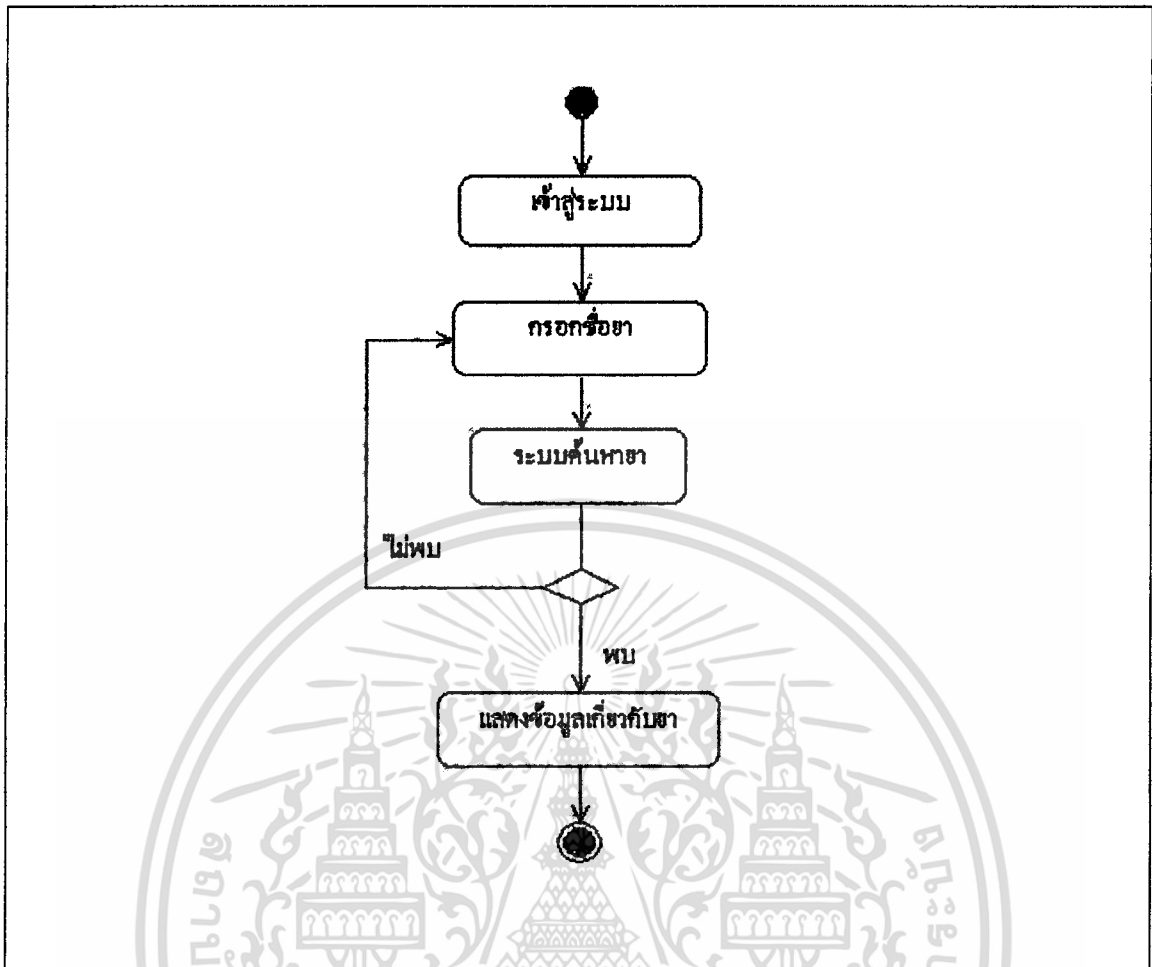 เข้าสู่ระบบ
กรอกชื่อยา
ระบบค้นหายา
ไม่พบ
พบ
แสดงข้อมูลเกี่ยวกับยา